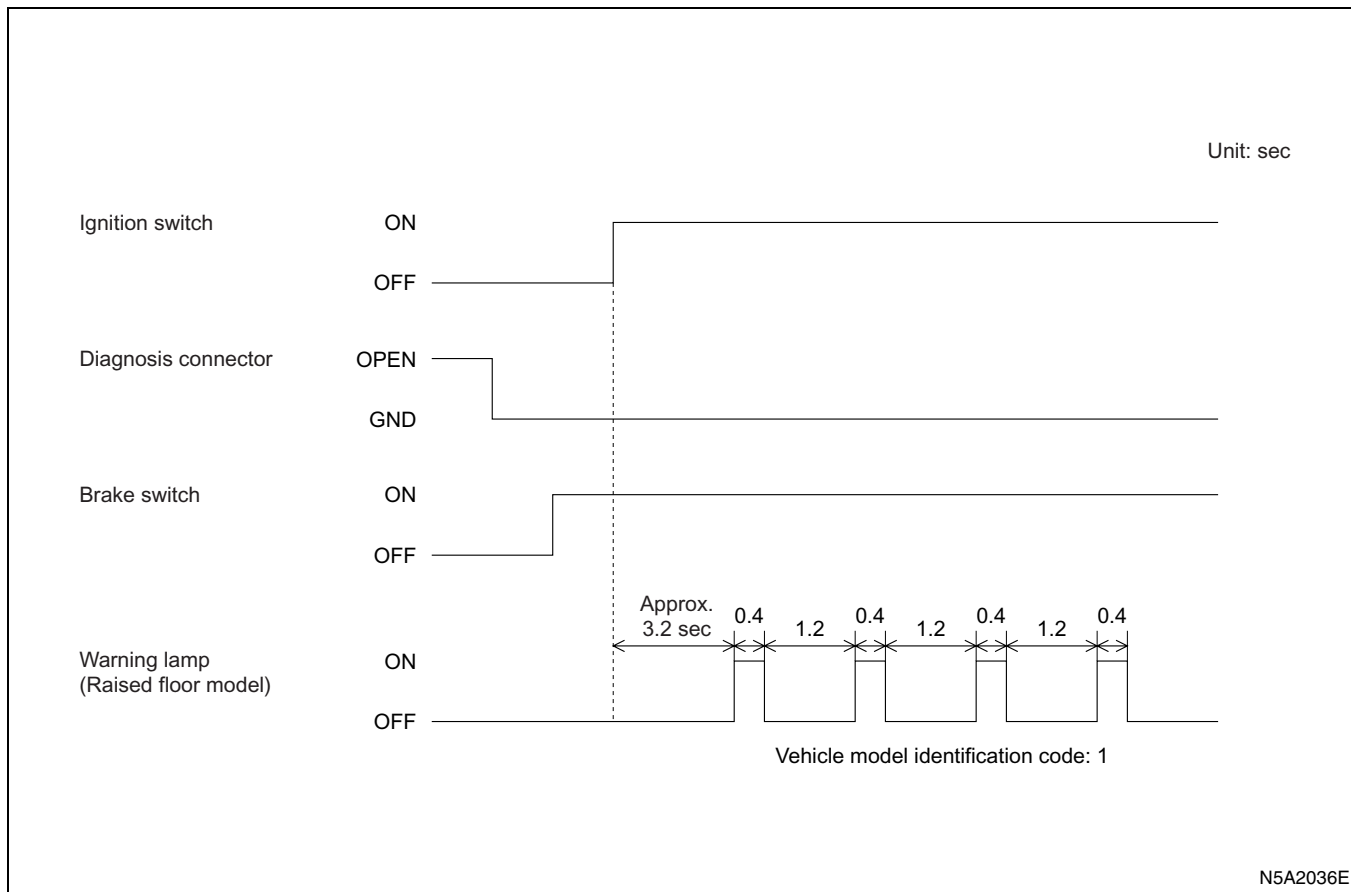 Unit: sec
Ignition switch
ON
OFF
Diagnosis connector
OPEN
GND
Brake switch
ON
OFF
Approx.
3.2 sec
0.4
1.2
0.4
1.2
0.4
1.2
0.4
Warning lamp
(Raised floor model)
ON
OFF
Vehicle model identification code: 1
N5A2036E